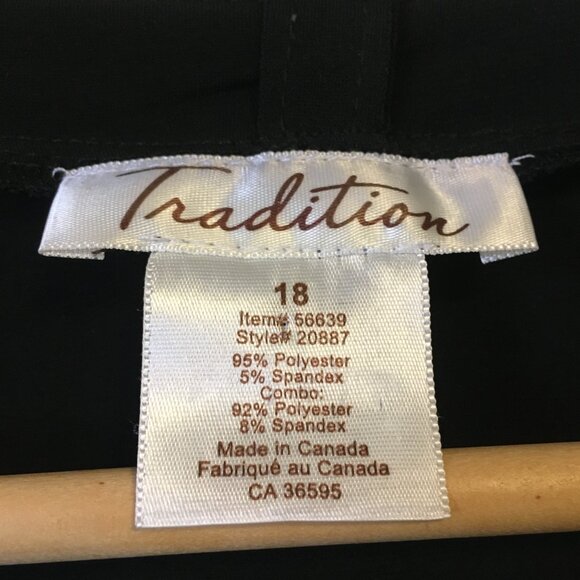 Tradition
18
Item# 56639
Style# 20887
95% Polyester
5% Spandex
Combo:
92% Polyester
8% Spandex
Made in Canada
Fabriqué au Canada
CA 36595